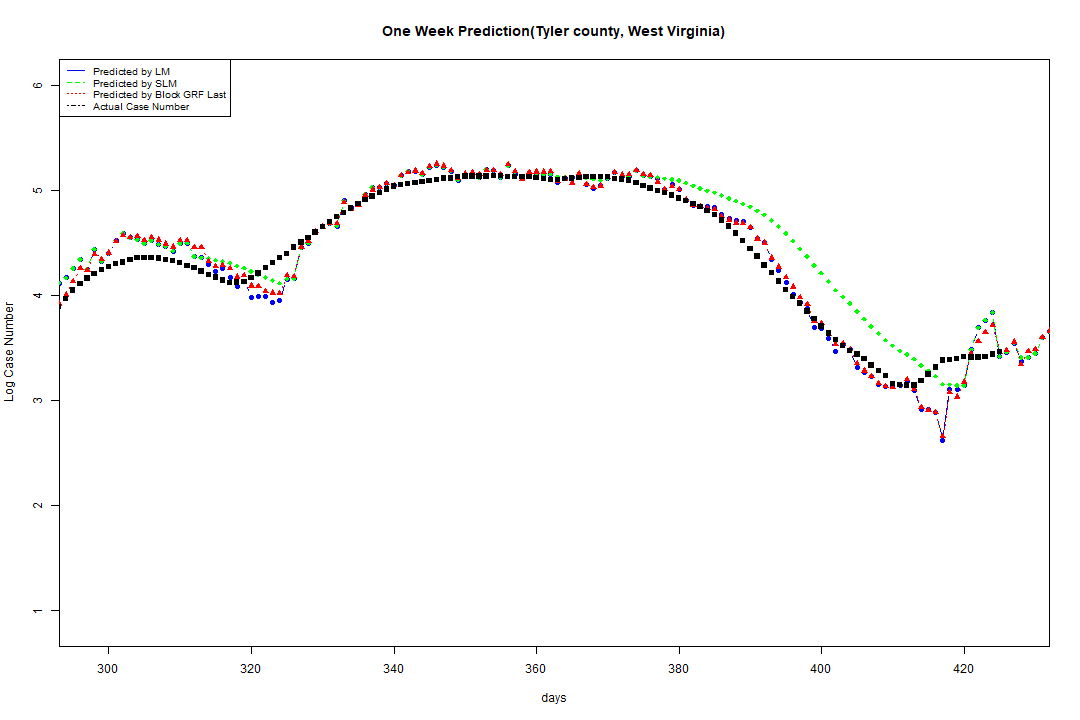 One Week Prediction(Tyler county, West Virginia)
Predicted by LM
Predicted by SLM
Predicted by Block GRF Last
Actual Case Number
6
5
4
3
2
1
Log Case Number
300 320 340 360 380 400 420
days